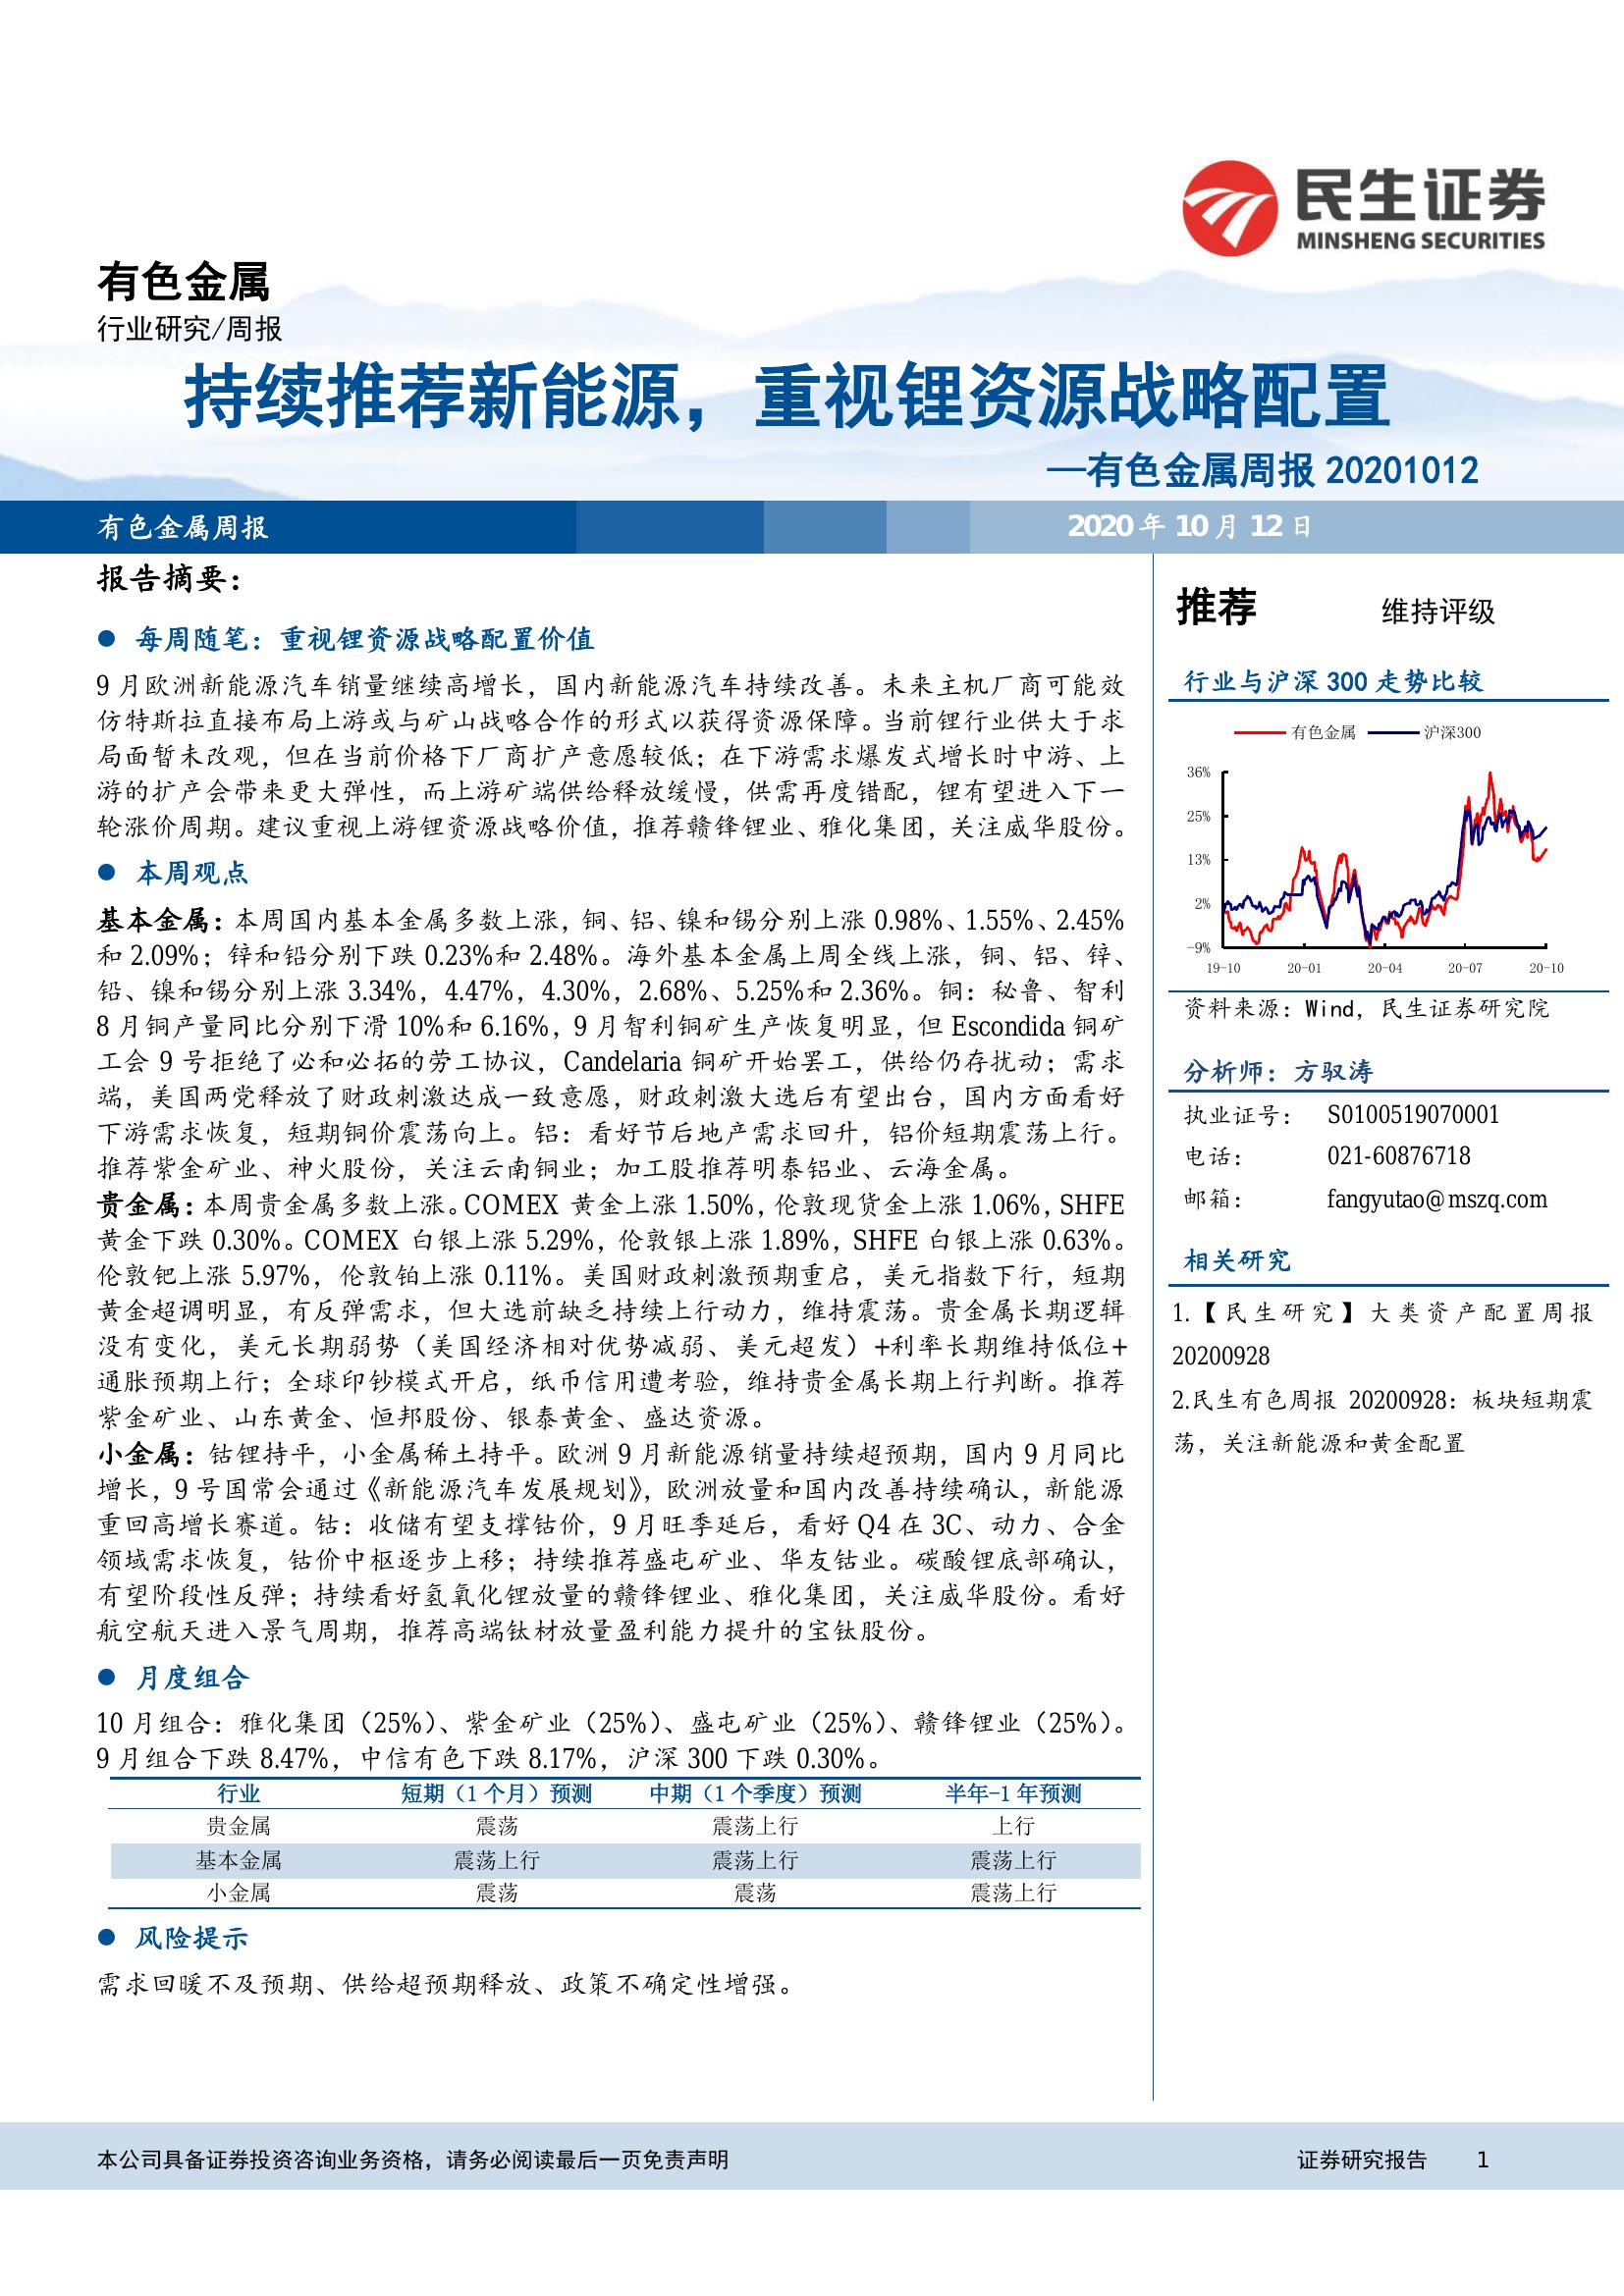 民生证券
MINSHENG SECURITIES
有色金属
行业研究/周报
持续推荐新能源，重视锂资源战略配置
—有色金属周报 20201012
有色金属周报
2020 年 10 月 12 日
报告摘要：
● 每周随笔：重视锂资源战略配置价值
9 月欧洲新能源汽车销量继续高增长，国内新能源汽车持续改善。未来主机厂商可能效
仿特斯拉直接布局上游或与矿山战略合作的形式以获得资源保障。当前锂行业供大于求
局面暂未改观，但在当前价格下厂商扩产意愿较低；在下游需求爆发式增长时中游、上
游的扩产会带来更大弹性，而上游矿端供给释放缓慢，供需再度错配，锂有望进入下一
轮涨价周期。建议重视上游锂资源战略价值，推荐赣锋锂业、雅化集团，关注威华股份。
● 本周观点
基本金属：本周国内基本金属多数上涨，铜、铝、镍和锡分别上涨 0.98%、1.55%、2.45%
和 2.09%；锌和铅分别下跌 0.23%和 2.48%。海外基本金属上周全线上涨，铜、铝、锌、
铅、镍和锡分别上涨 3.34%，4.47%，4.30%，2.68%、5.25%和 2.36%。铜：秘鲁、智利
8 月铜产量同比分别下滑 10%和 6.16%，9 月智利铜矿生产恢复明显，但 Escondida 铜矿
工会 9 号拒绝了必和必拓的劳工协议，Candelaria 铜矿开始罢工，供给仍存扰动；需求
端，美国两党释放了财政刺激达成一致意愿，财政刺激大选后有望出台，国内方面看好
下游需求恢复，短期铜价震荡向上。铝：看好节后地产需求回升，铝价短期震荡上行。
推荐紫金矿业、神火股份，关注云南铜业；加工股推荐明泰铝业、云海金属。
贵金属：本周贵金属多数上涨。COMEX 黄金上涨 1.50%，伦敦现货金上涨 1.06%，SHFE
黄金下跌 0.30%。COMEX 白银上涨 5.29%，伦敦银上涨 1.89%，SHFE 白银上涨 0.63%。
伦敦钯上涨 5.97%，伦敦铂上涨 0.11%。美国财政刺激预期重启，美元指数下行，短期
黄金超调明显，有反弹需求，但大选前缺乏持续上行动力，维持震荡。贵金属长期逻辑
没有变化，美元长期弱势（美国经济相对优势减弱、美元超发）+利率长期维持低位+
通胀预期上行；全球印钞模式开启，纸币信用遭考验，维持贵金属长期上行判断。推荐
紫金矿业、山东黄金、恒邦股份、银泰黄金、盛达资源。
小金属：钴锂持平，小金属稀土持平。欧洲 9 月新能源销量持续超预期，国内 9 月同比
增长，9 号国常会通过《新能源汽车发展规划》，欧洲放量和国内改善持续确认，新能源
重回高增长赛道。钴：收储有望支撑钴价，9 月旺季延后，看好 Q4 在 3C、动力、合金
领域需求恢复，钴价中枢逐步上移；持续推荐盛屯矿业、华友钴业。碳酸锂底部确认，
有望阶段性反弹；持续看好氢氧化锂放量的赣锋锂业、雅化集团，关注威华股份。看好
航空航天进入景气周期，推荐高端钛材放量盈利能力提升的宝钛股份。
● 月度组合
10 月组合：雅化集团（25%）、紫金矿业（25%）、盛屯矿业（25%）、赣锋锂业（25%）。
9 月组合下跌 8.47%，中信有色下跌 8.17%，沪深 300 下跌 0.30%。
行业 短期（1 个月）预测 中期（1 个季度）预测 半年-1 年预测
贵金属 震荡 震荡上行 上行
基本金属 震荡上行 震荡上行 震荡上行
小金属 震荡 震荡 震荡上行
● 风险提示
需求回暖不及预期、供给超预期释放、政策不确定性增强。
推荐 维持评级
行业与沪深 300 走势比较
有色金属 沪深300
36%
25%
13%
2%
-9%
19-10 20-01 20-04 20-07 20-10
资料来源：Wind，民生证券研究院
分析师：方驭涛
执业证号： S0100519070001
电话： 021-60876718
邮箱： fangyutao@mszq.com
相关研究
1.【民生研究】大类资产配置周报
20200928
2.民生有色周报 20200928：板块短期震
荡，关注新能源和黄金配置
本公司具备证券投资咨询业务资格，请务必阅读最后一页免责声明
证券研究报告 1